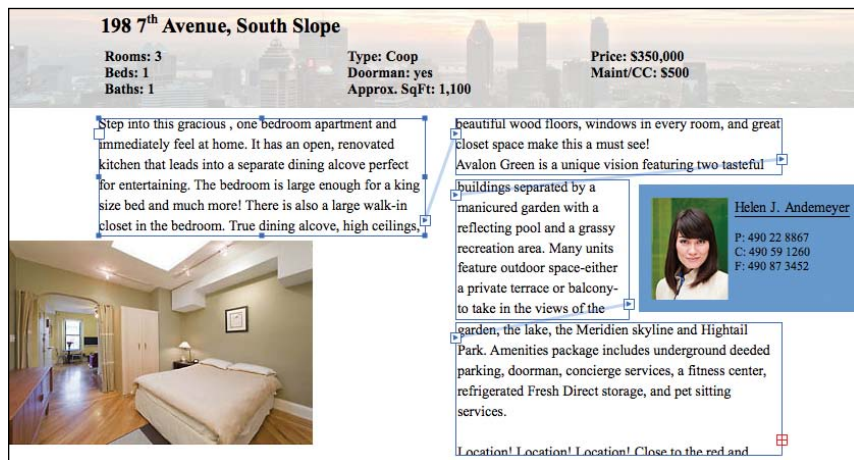 198 7th Avenue, South Slope
Rooms: 3
Beds: 1
Baths: 1
Type: Coop
Doorman: yes
Approx. SqFt: 1,100
Price: $350,000
Maint/CC: $500
Step into this gracious , one bedroom apartment and
immediately feel at home. It has an open, renovated
kitchen that leads into a separate dining alcove perfect
for entertaining. The bedroom is large enough for a king
size bed and much more! There is also a large walk-in
closet in the bedroom. True dining alcove, high ceilings,
beautiful wood floors, windows in every room, and great
closet space make this a must see!
Avalon Green is a unique vision featuring two tasteful
buildings separated by a
manicured garden with a
reflecting pool and a grassy
recreation area. Many units
feature outdoor space-either
a private terrace or balcony-
to take in the views of the
garden, the lake, the Meridien skyline and Hightail
Park. Amenities package includes underground deeded
parking, doorman, concierge services, a fitness center,
refrigerated Fresh Direct storage, and pet sitting
services.
Location! Location! Location! Close to the red and
Helen J. Andemeyer
P: 490 22 8867
C: 490 59 1260
F: 490 87 3452